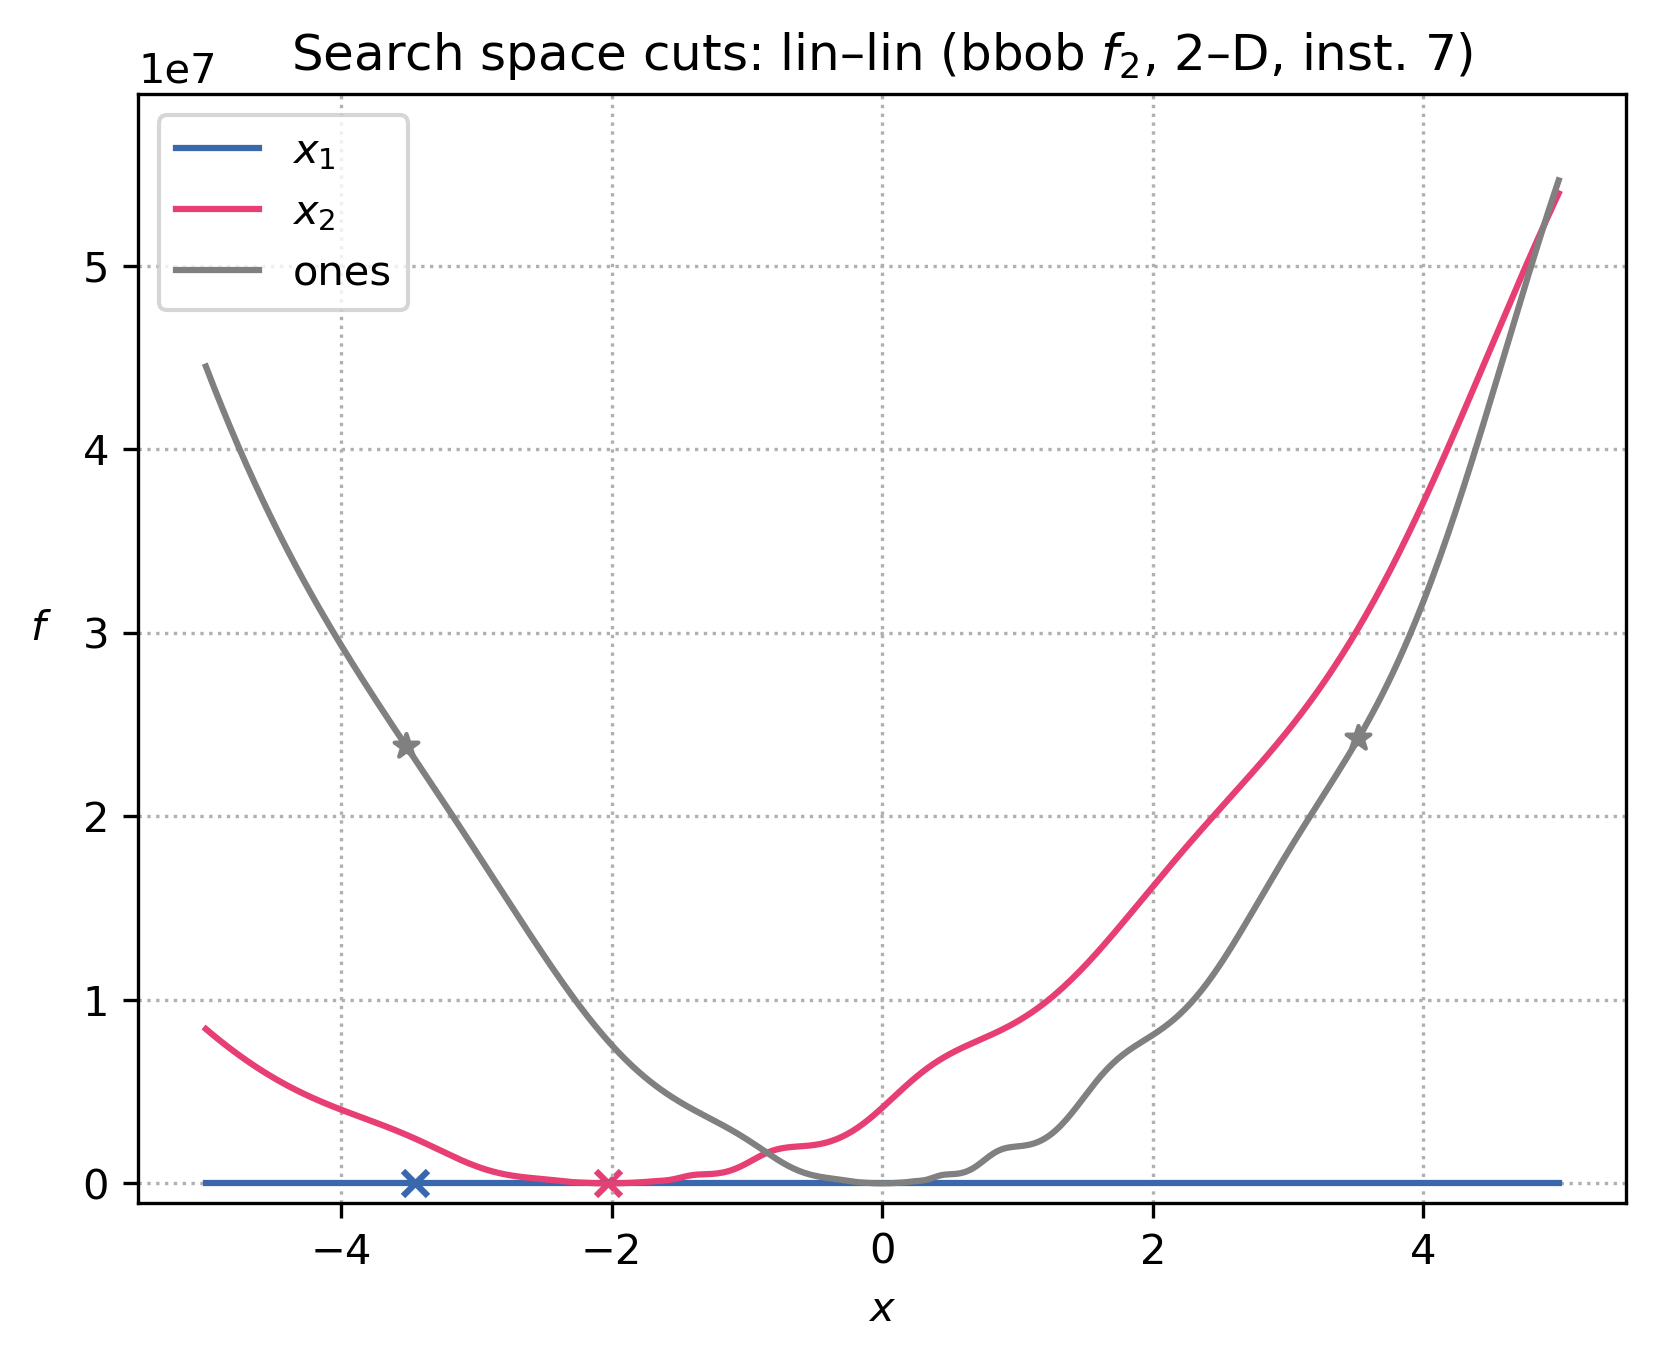 Search space cuts: lin–lin (bbob f₂, 2–D, inst. 7)
1e7
x₁
x₂
ones
5
4
3
2
1
0
f
−4
−2
0
2
4
x